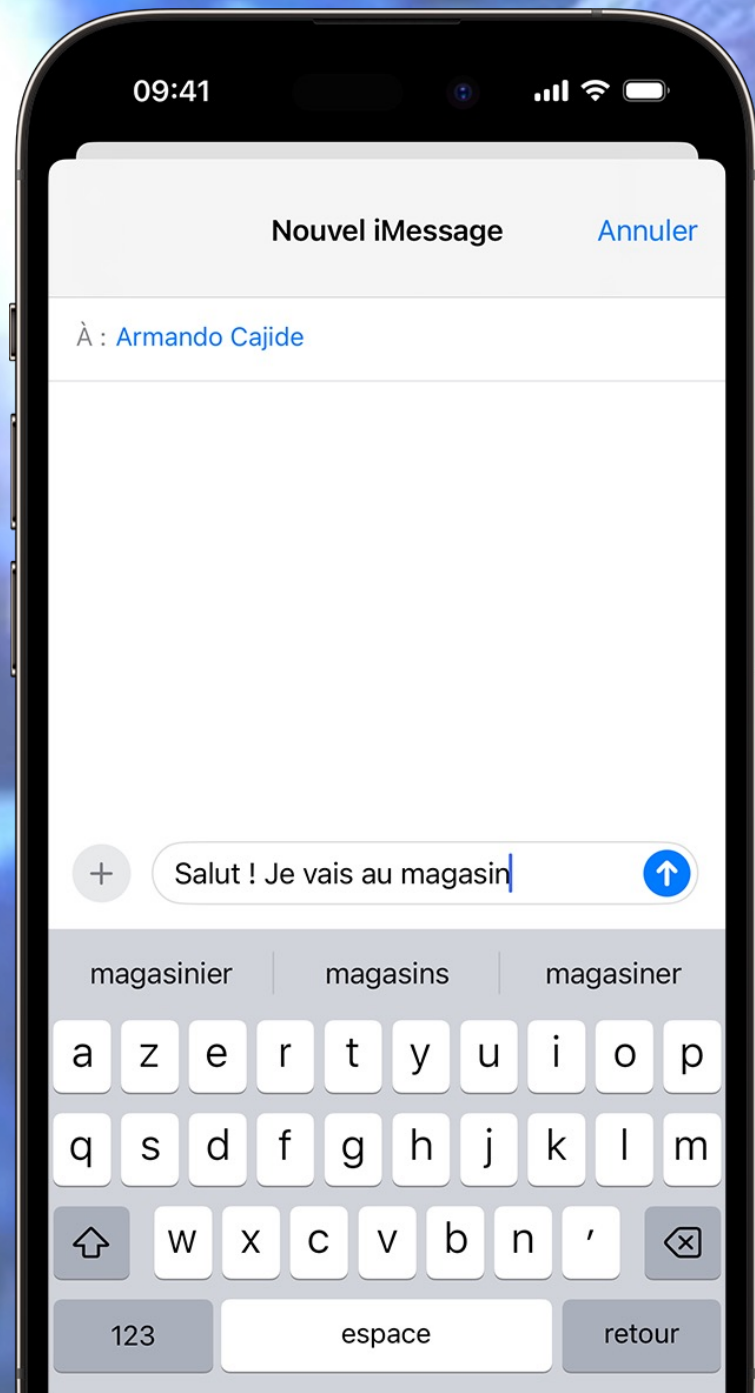 09:41
Nouvel iMessage Annuler
À : Armando Cajide
Salut ! Je vais au magasin
magasinier magasins magasiner
a z e r t y u i o p
q s d f g h j k l m
w x c v b n ′
123 espace retour